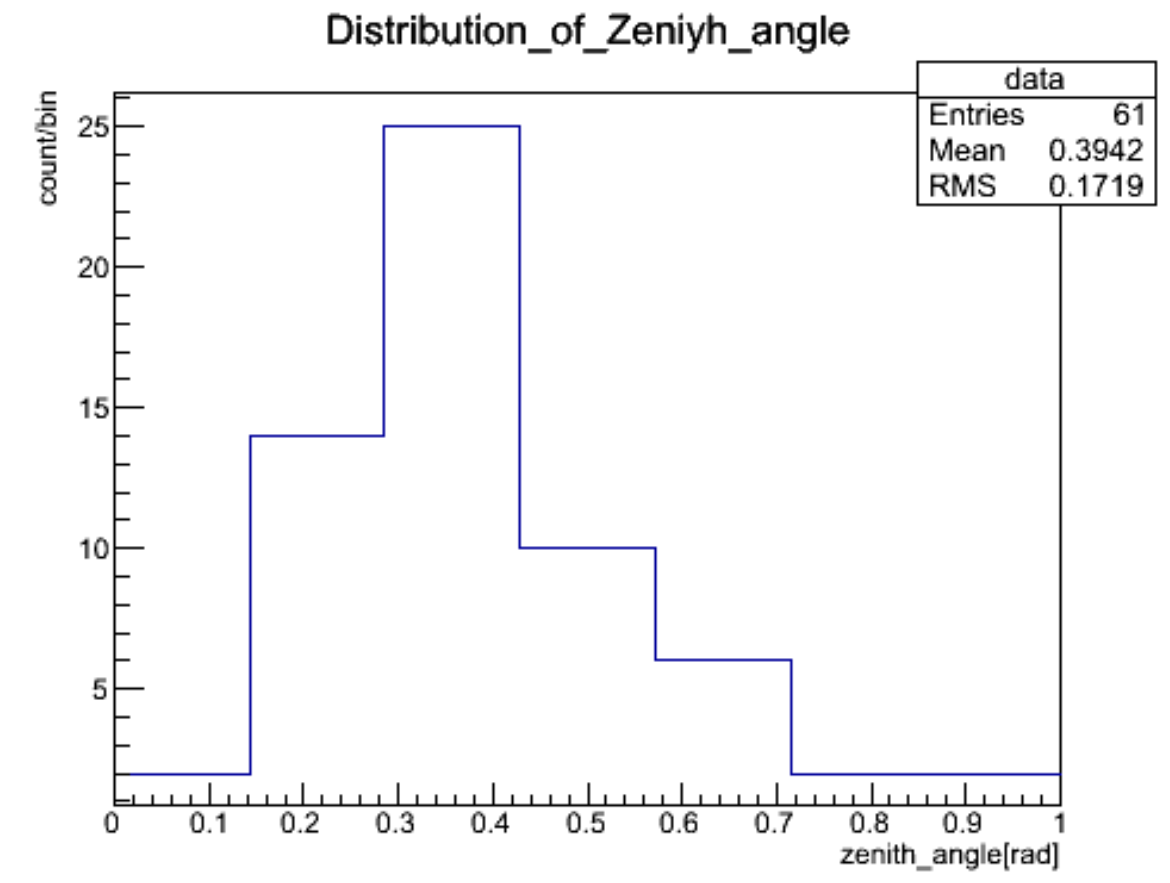 Distribution_of_Zeniyh_angle
data
Entries 61
Mean 0.3942
RMS 0.1719
count/bin
25
20
15
10
5
0 0.1 0.2 0.3 0.4 0.5 0.6 0.7 0.8 0.9 1
zenith_angle[rad]